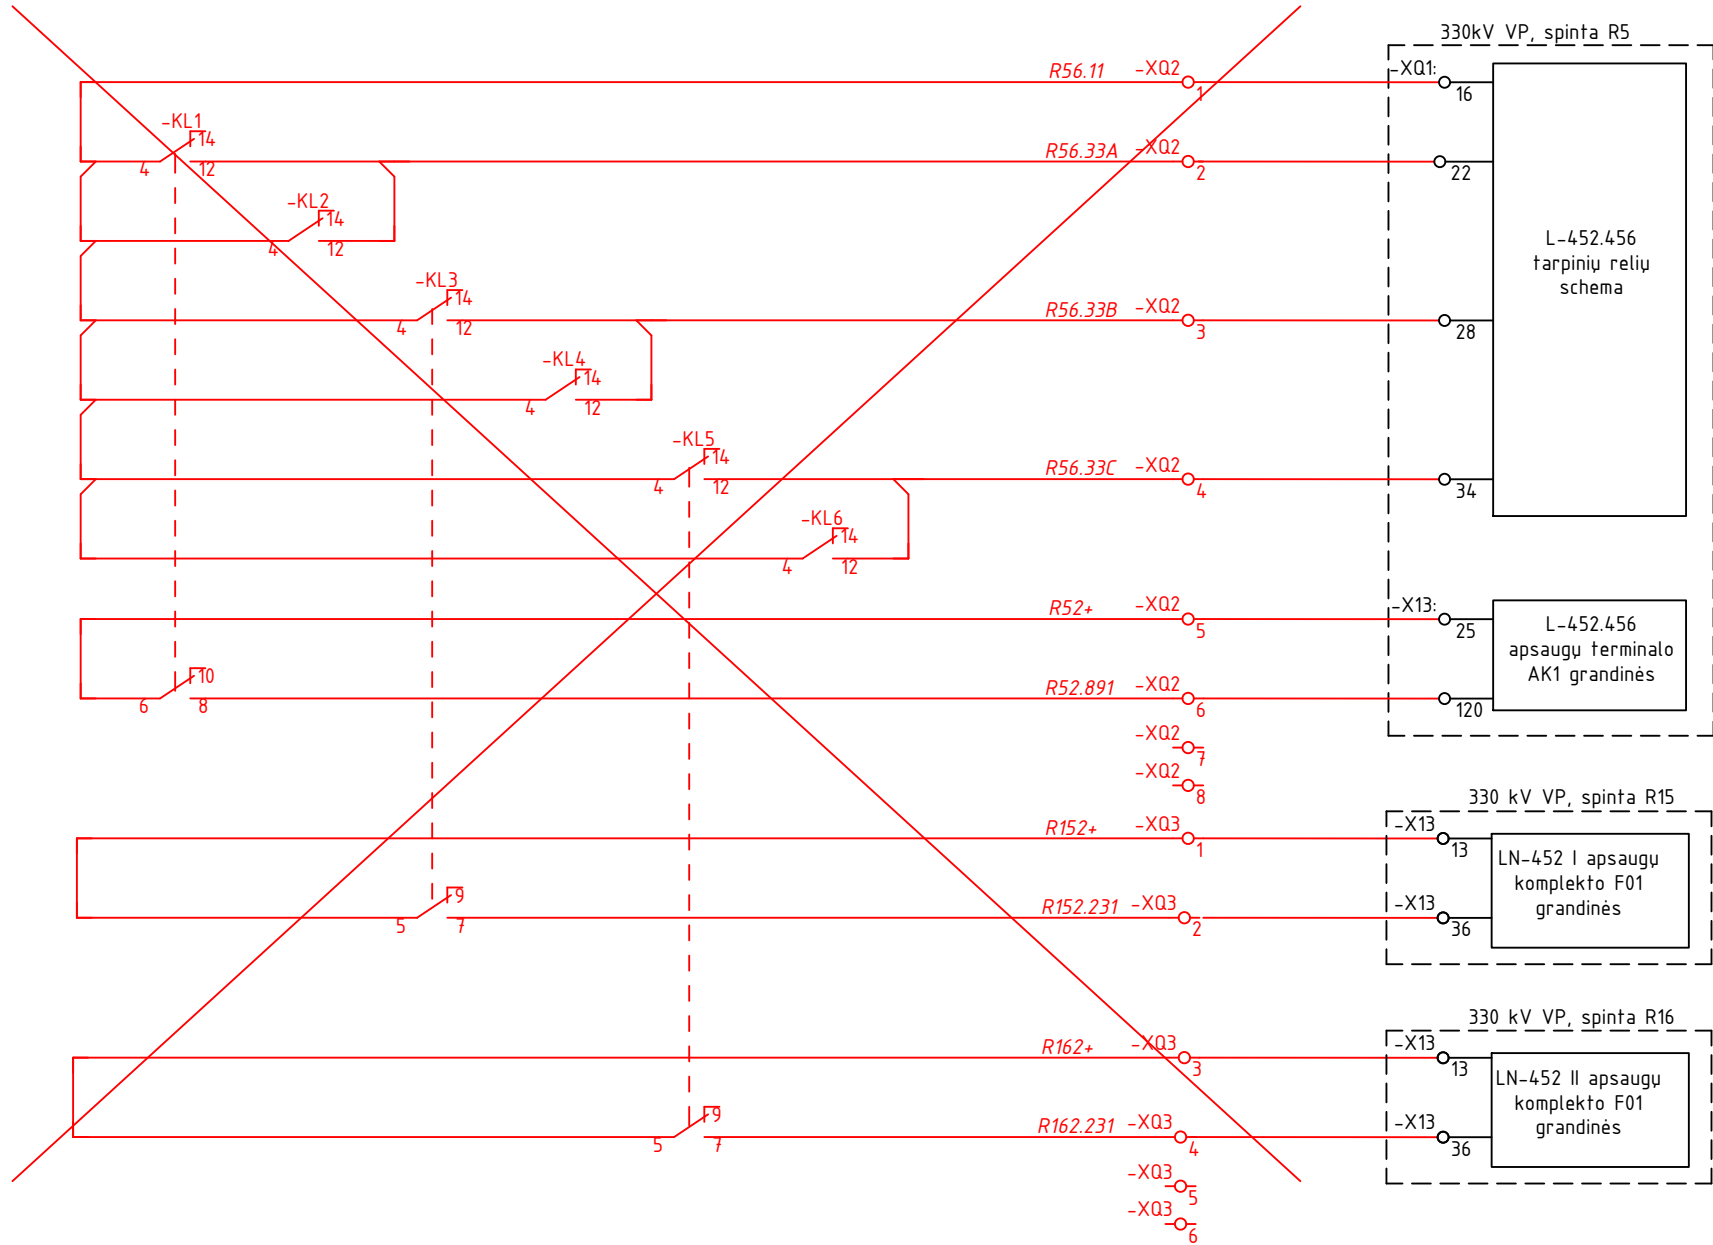 330kV VP, spinta R5
R56.11 -XQ2 -XQ1:
1 16
-KL1
14
R56.33A -XQ2
4 12 2 22
-KL2
14
4 12
L-452.456
tarpinių relių
schema
-KL3
14
R56.33B -XQ2
4 12 3 28
-KL4
14
4 12
-KL5
14
R56.33C -XQ2
4 12 4 34
-KL6
14
4 12
R52+ -XQ2 -X13:
5 25
L-452.456
apsaugų terminalo
AK1 grandinės
10
R52.891 -XQ2
6 8 6 120
-XQ2
7
-XQ2
8
330 kV VP, spinta R15
R152+ -XQ3 -X13
1 13
LN-452 I apsaugų
komplekto F01
grandinės
9
R152.231 -XQ3 -X13
5 7 2 36
330 kV VP, spinta R16
R162+ -XQ3 -X13
3 13
LN-452 II apsaugų
komplekto F01
grandinės
9
R162.231 -XQ3 -X13
5 7 4 36
-XQ3
5
-XQ3
6